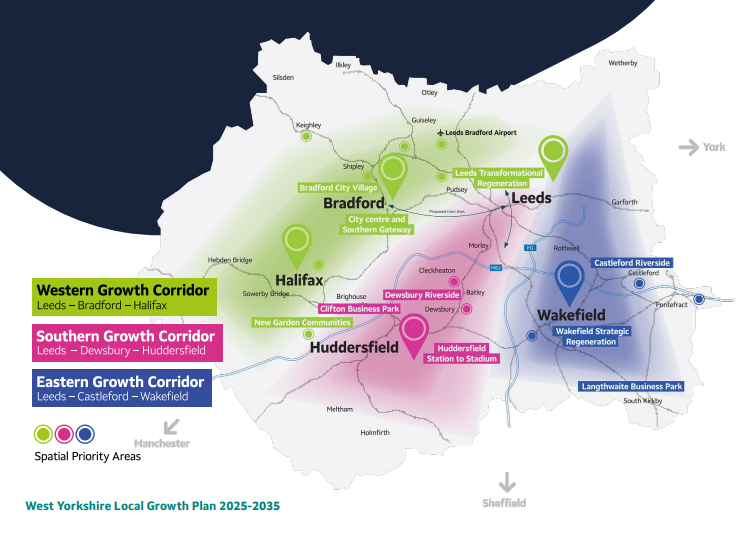 Wetherby
Ilkley
Silsden
Otley
Guiseley
Keighley
Leeds Bradford Airport
York
Shipley
Leeds Transformational
Regeneration
Bradford City Village
Pudsey
Bradford
Leeds
Garforth
Proposed tram lines
City centre and
Southern Gateway
Morley
M1
Rothwell
Hebden Bridge
M62
Castleford Riverside
Cleckheaton
Castleford
Halifax
Western Growth Corridor
Leeds – Bradford – Halifax
Sowerby Bridge
Brighouse
Dewsbury Riverside
Batley
Pontefract
Clifton Business Park
Dewsbury
Wakefield
New Garden Communities
Southern Growth Corridor
Leeds – Dewsbury – Huddersfield
Wakefield Strategic
Regeneration
Huddersfield
Huddersfield
Station to Stadium
Eastern Growth Corridor
Leeds – Castleford – Wakefield
Langthwaite Business Park
South Kirkby
Meltham
Holmfirth
Manchester
Spatial Priority Areas
Sheffield
West Yorkshire Local Growth Plan 2025-2035